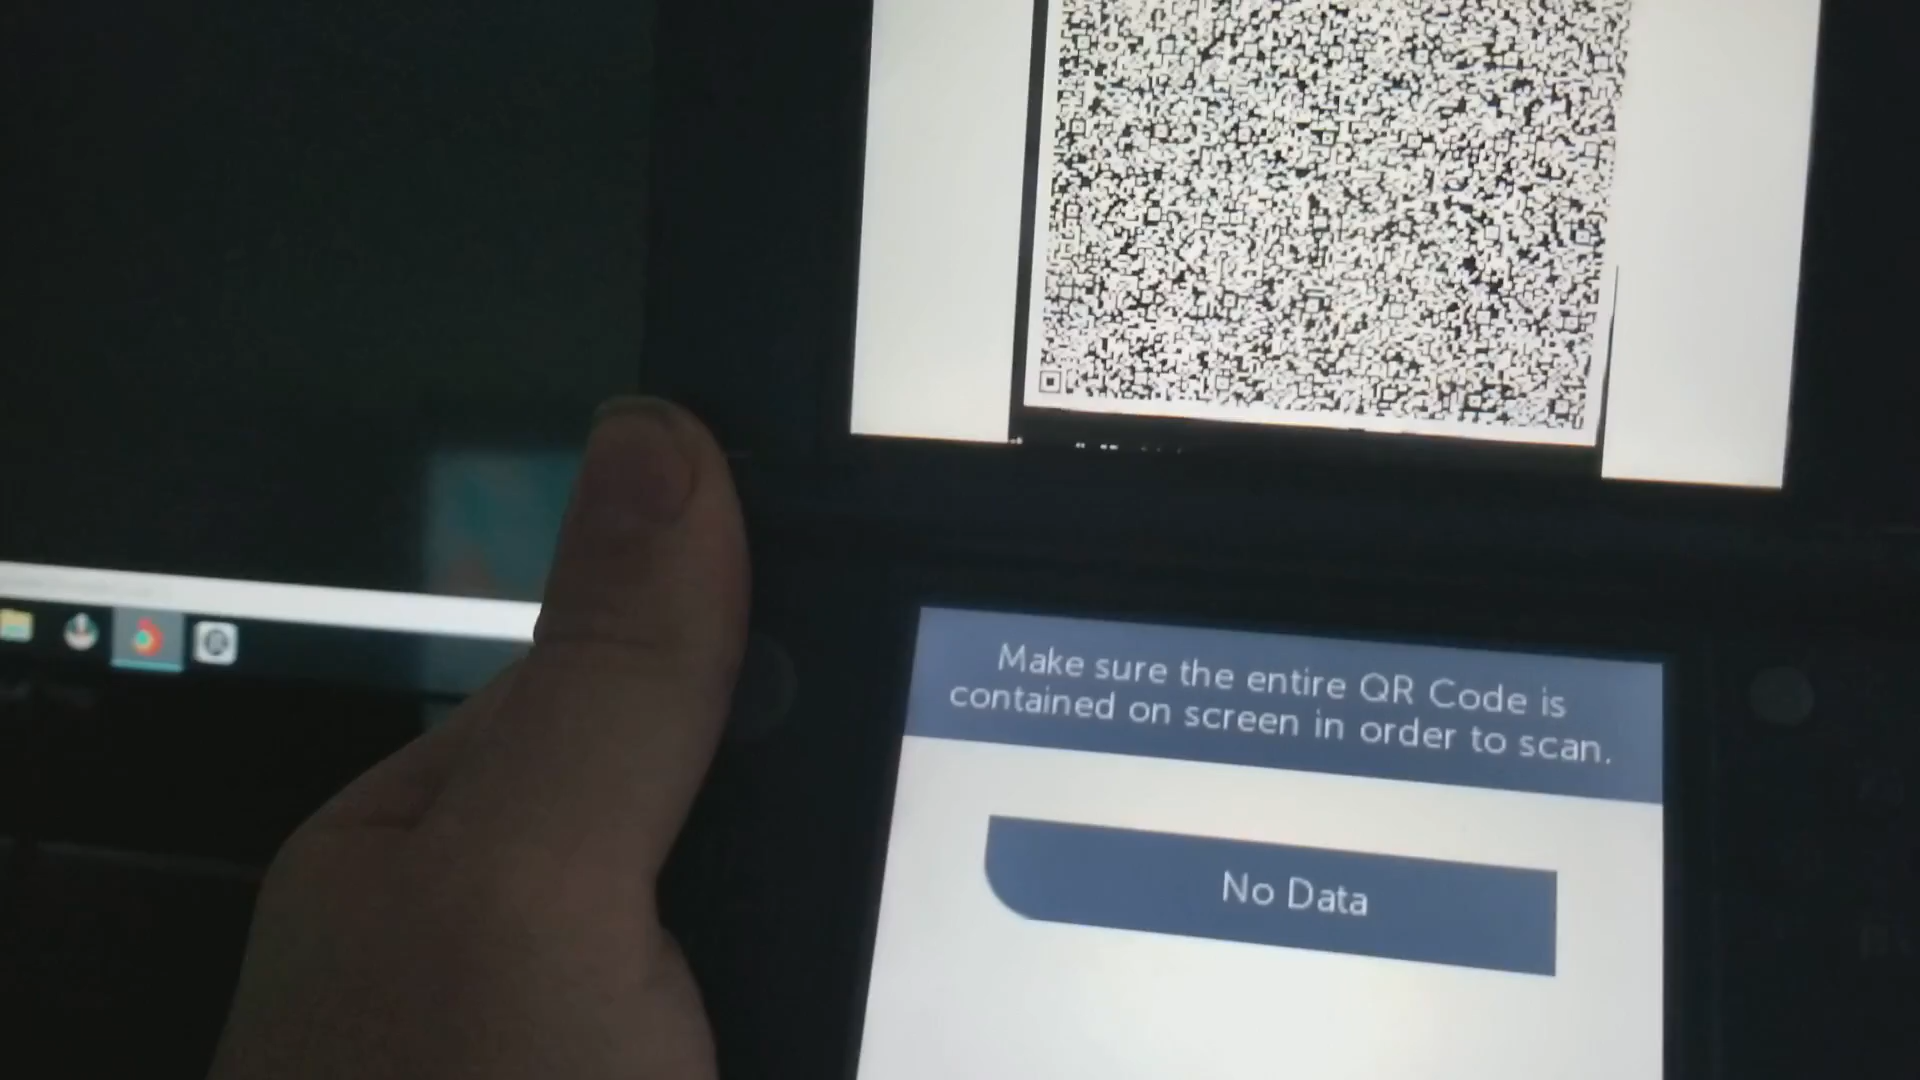 Make sure the entire QR Code is
contained on screen in order to scan.
No Data